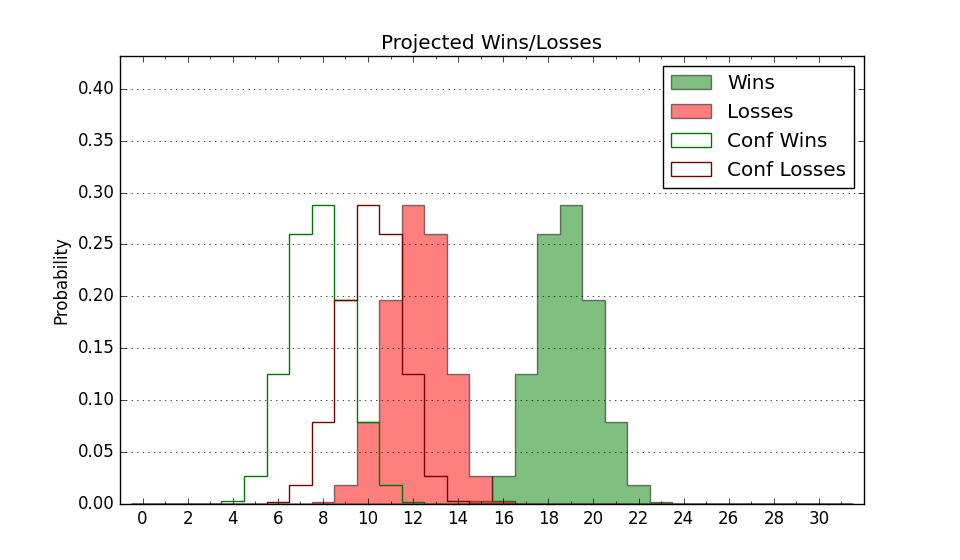 Projected Wins/Losses
Wins
Losses
Conf Wins
Conf Losses
Probability
0.40
0.35
0.30
0.25
0.20
0.15
0.10
0.05
0.00
0 2 4 6 8 10 12 14 16 18 20 22 24 26 28 30